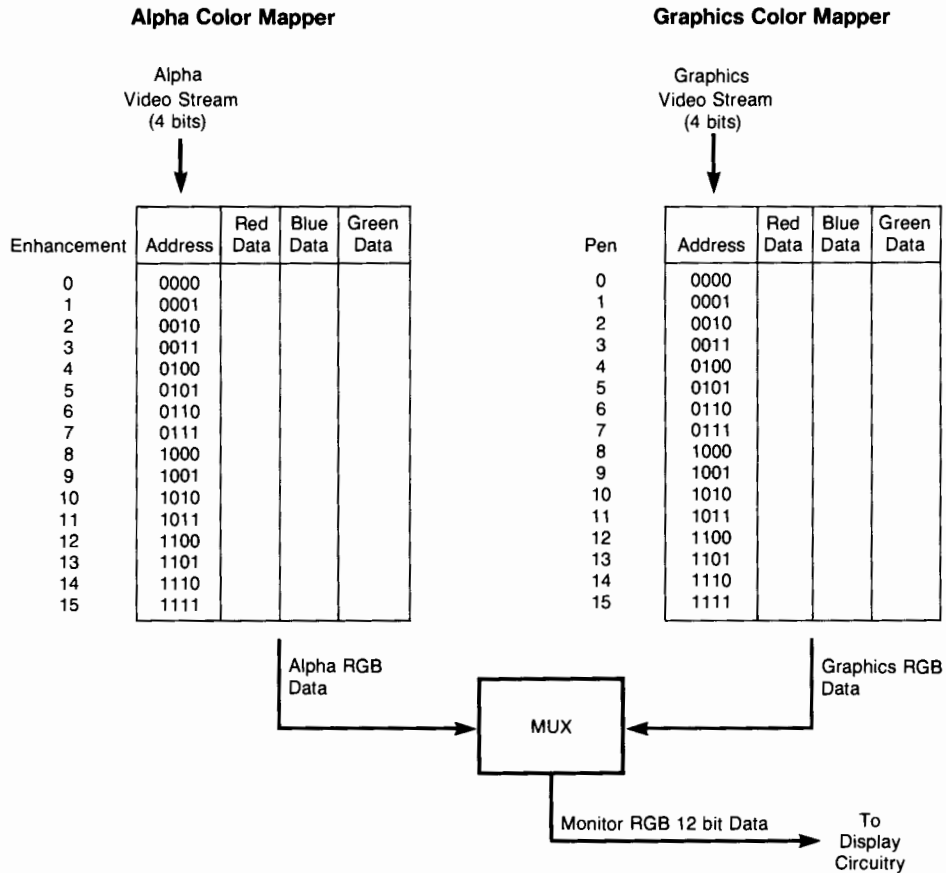 Alpha Color Mapper
Alpha
Video Stream
(4 bits)
Enhancement Address Red Data Blue Data Green Data
0 0000
1 0001
2 0010
3 0011
4 0100
5 0101
6 0110
7 0111
8 1000
9 1001
10 1010
11 1011
12 1100
13 1101
14 1110
15 1111
Alpha RGB
Data
Graphics Color Mapper
Graphics
Video Stream
(4 bits)
Pen Address Red Data Blue Data Green Data
0 0000
1 0001
2 0010
3 0011
4 0100
5 0101
6 0110
7 0111
8 1000
9 1001
10 1010
11 1011
12 1100
13 1101
14 1110
15 1111
Graphics RGB
Data
MUX
Monitor RGB 12 bit Data
To
Display
Circuitry